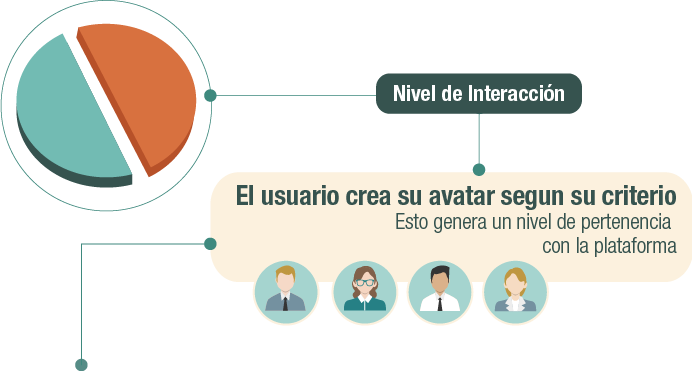 Nivel de Interacción
El usuario crea su avatar segun su criterio
Esto genera un nivel de pertenencia
con la plataforma